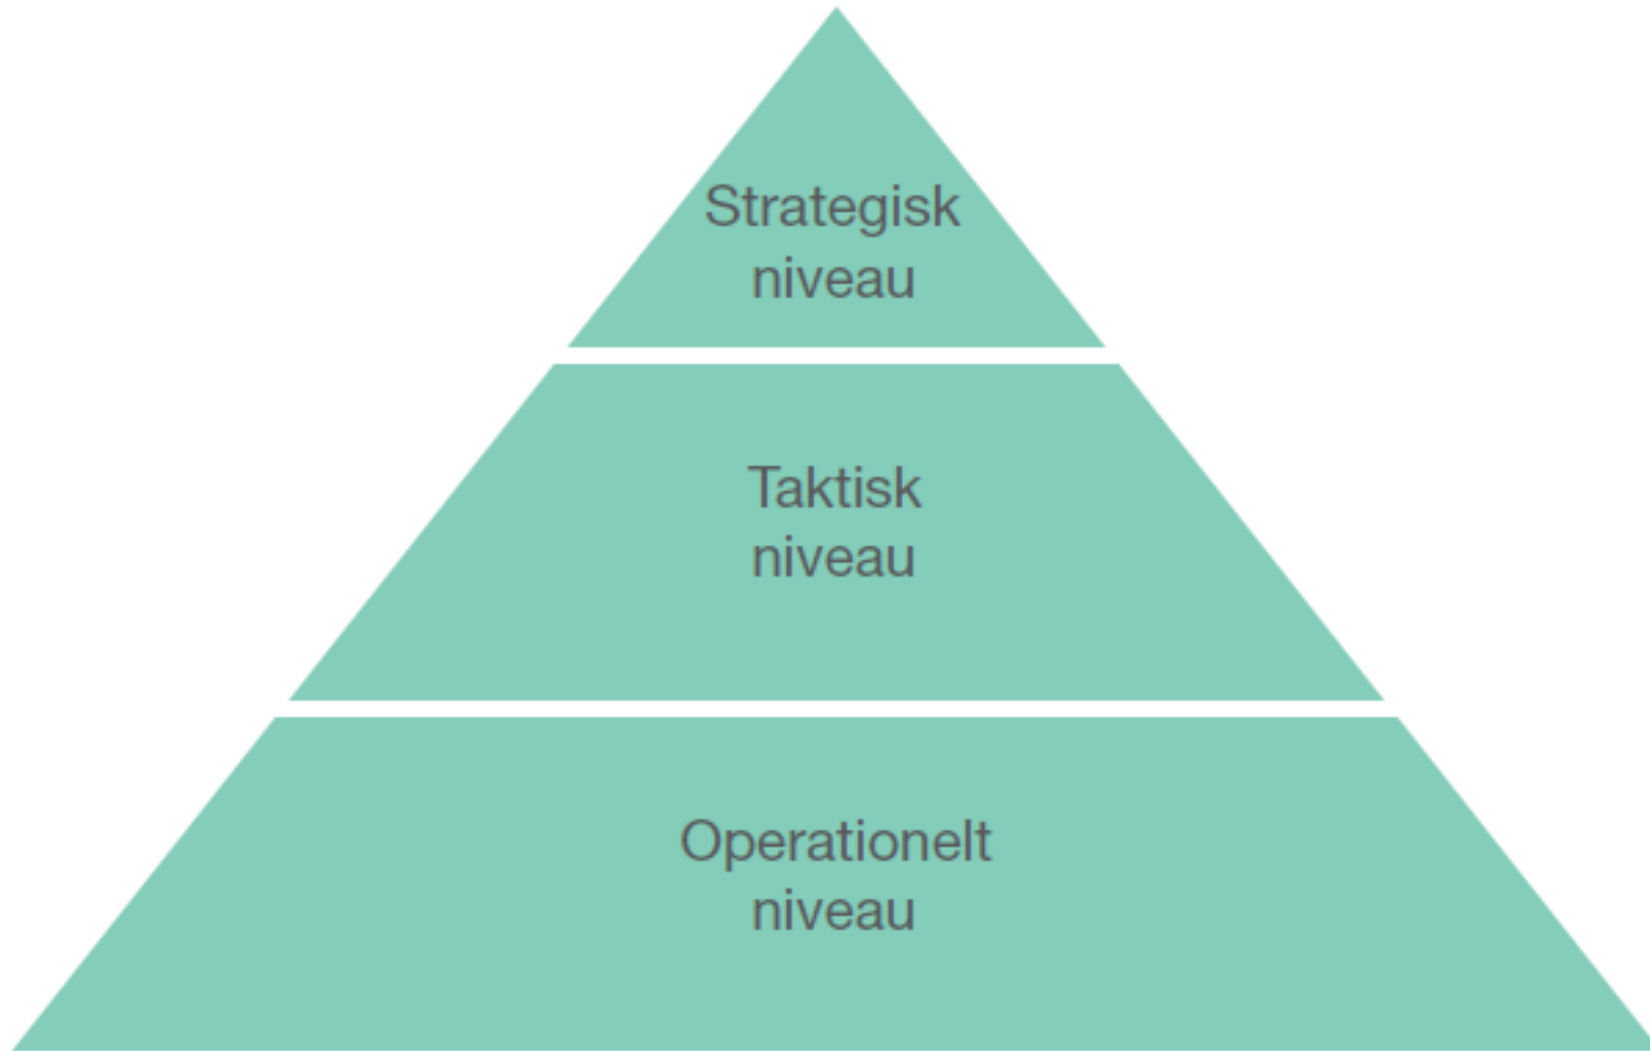 Strategisk
niveau
Taktisk
niveau
Operationelt
niveau